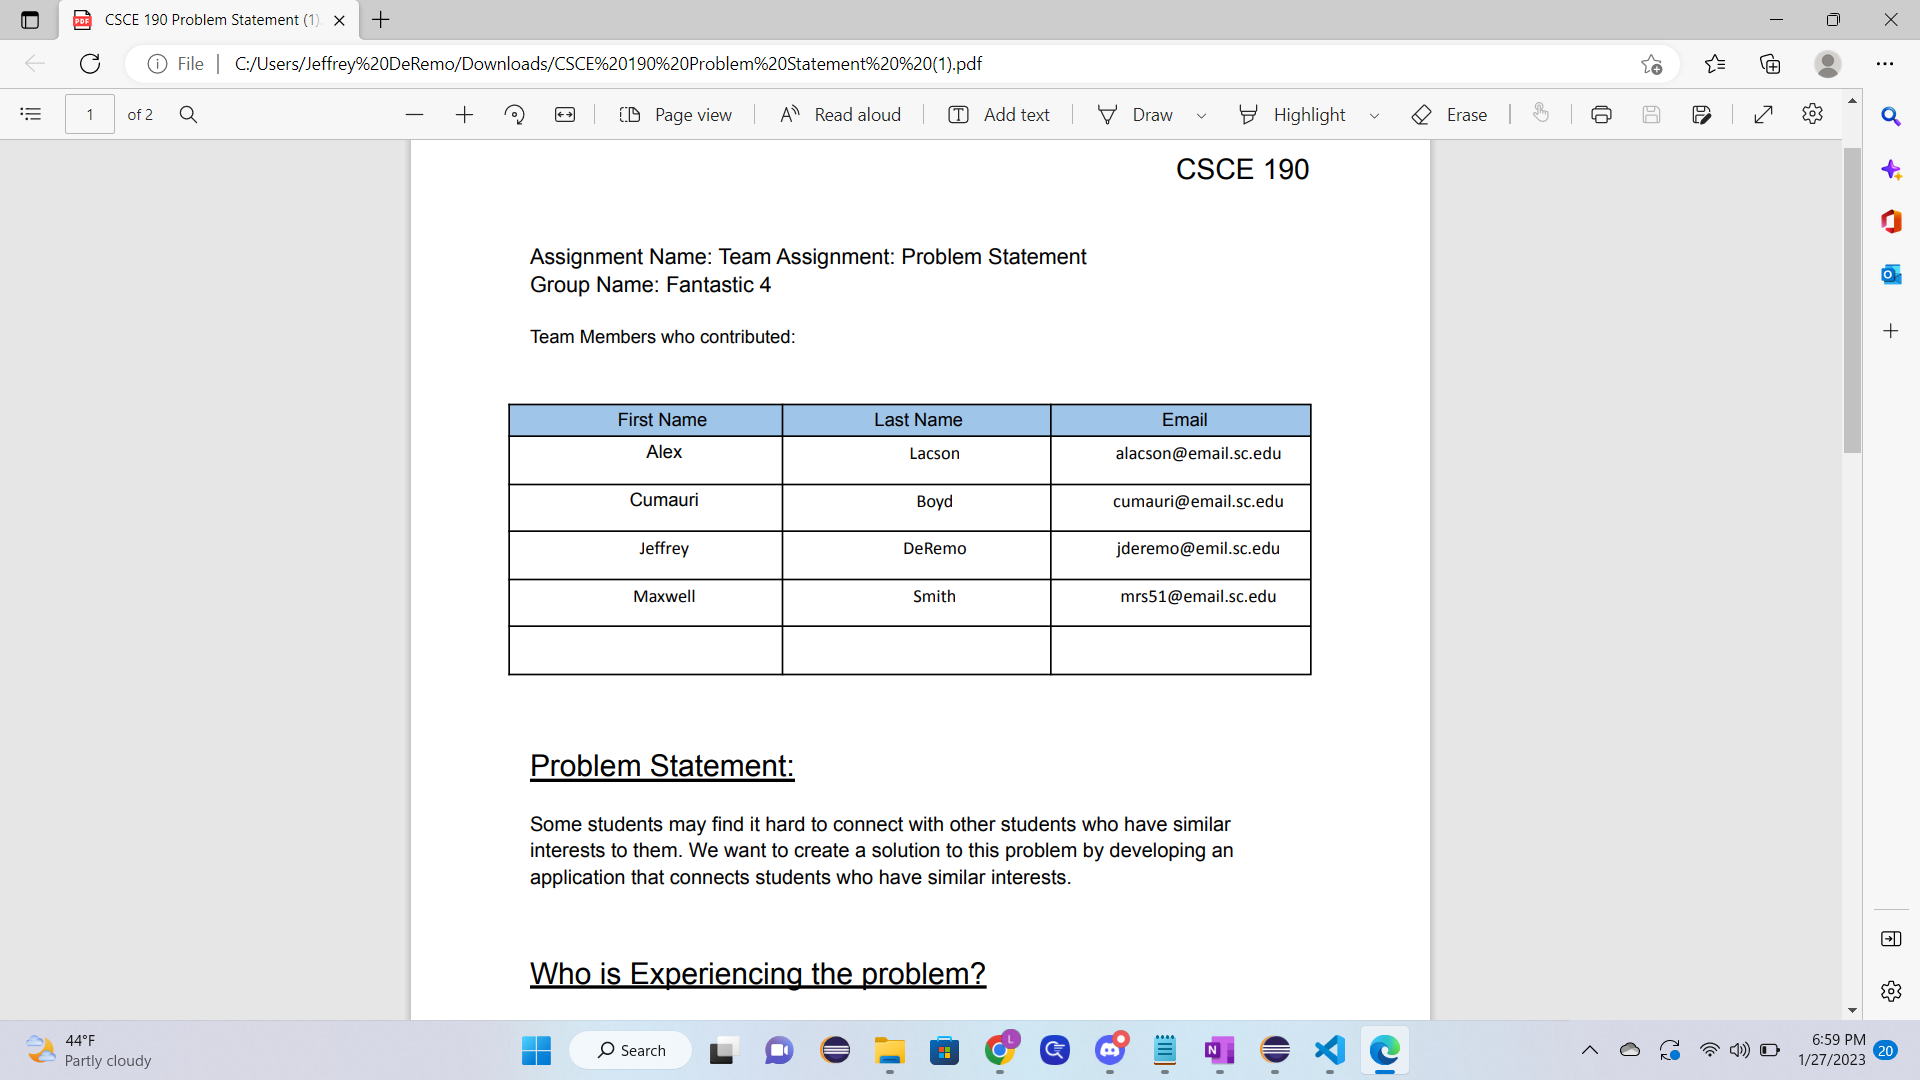 CSCE 190 Problem Statement (1).
File
C:/Users/Jeffrey%20DeRemo/Downloads/CSCE%20190%20Problem%20Statement%20%20(1).pdf
1 of 2 Page view Read aloud Add text Draw Highlight Erase
CSCE 190
Assignment Name: Team Assignment: Problem Statement
Group Name: Fantastic 4
Team Members who contributed:
First Name Last Name Email
Alex Lacson alacson@email.sc.edu
Cumauri Boyd cumauri@email.sc.edu
Jeffrey DeRemo jderemo@emil.sc.edu
Maxwell Smith mrs51@email.sc.edu
Problem Statement:
Some students may find it hard to connect with other students who have similar
interests to them. We want to create a solution to this problem by developing an
application that connects students who have similar interests.
Who is Experiencing the problem?
44°F
Partly cloudy
Search
6:59 PM
1/27/2023
20